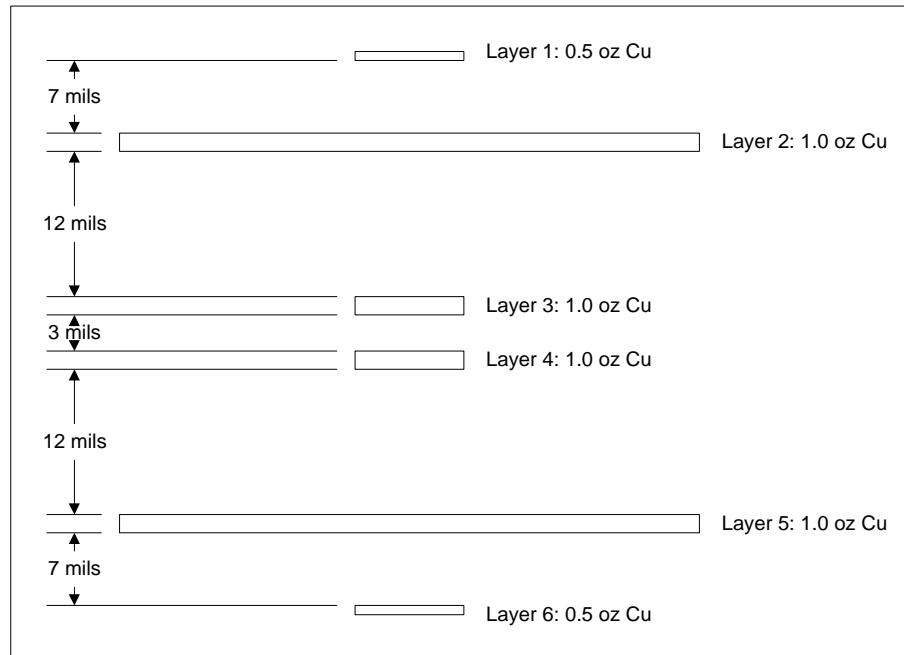 Layer 1: 0.5 oz Cu
7 mils
Layer 2: 1.0 oz Cu
12 mils
Layer 3: 1.0 oz Cu
3 mils
Layer 4: 1.0 oz Cu
12 mils
Layer 5: 1.0 oz Cu
7 mils
Layer 6: 0.5 oz Cu